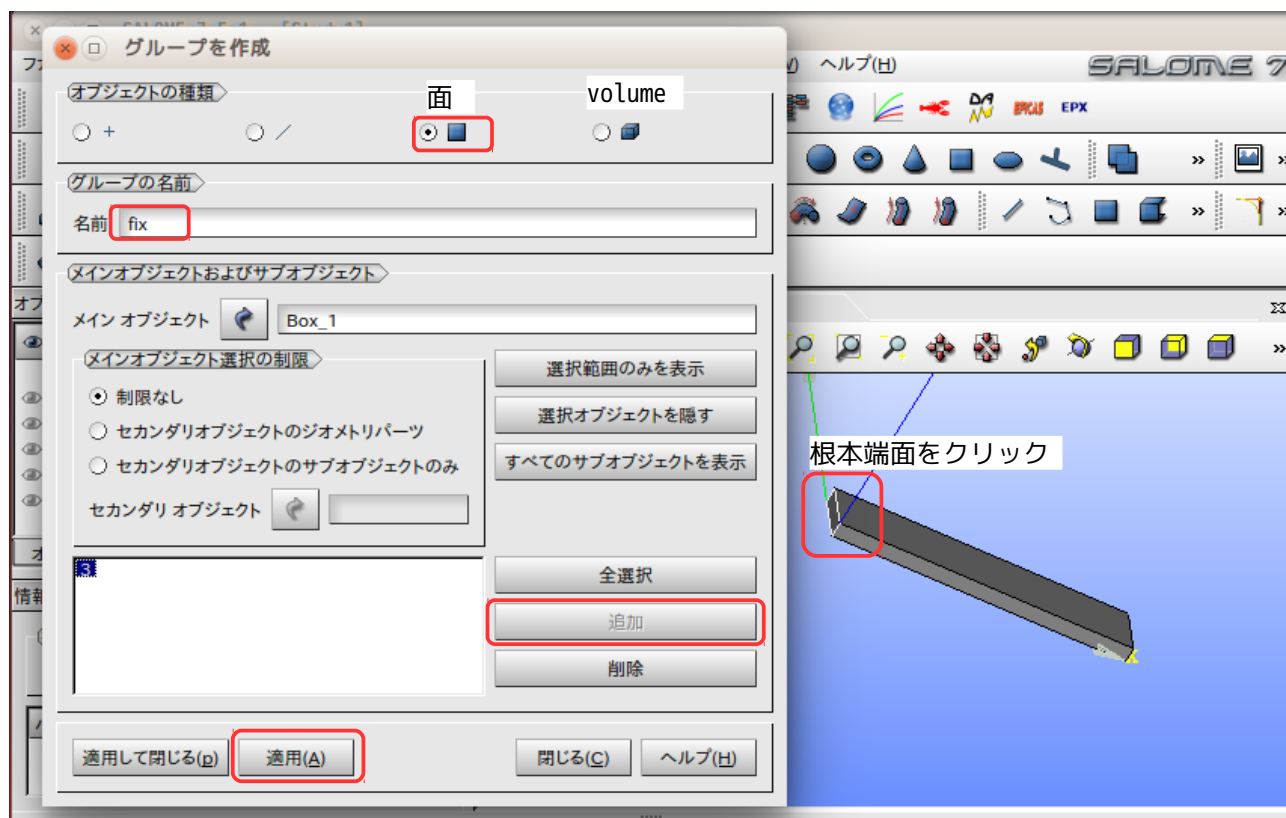 ヘルプ(H)
SALOME 7
グループを作成
オブジェクトの種類
面
volume
EPX
グループの名前
名前
fix
メインオブジェクトおよびサブオブジェクト
メイン オブジェクト
Box_1
メインオブジェクト選択の制限
制限なし
セカンダリオブジェクトのジオメトリパーツ
セカンダリオブジェクトのサブオブジェクトのみ
セカンダリ オブジェクト
選択範囲のみを表示
選択オブジェクトを隠す
すべてのサブオブジェクトを表示
根本端面をクリック
3
全選択
追加
削除
適用して閉じる(p)
適用(A)
閉じる(C)
ヘルプ(H)
X